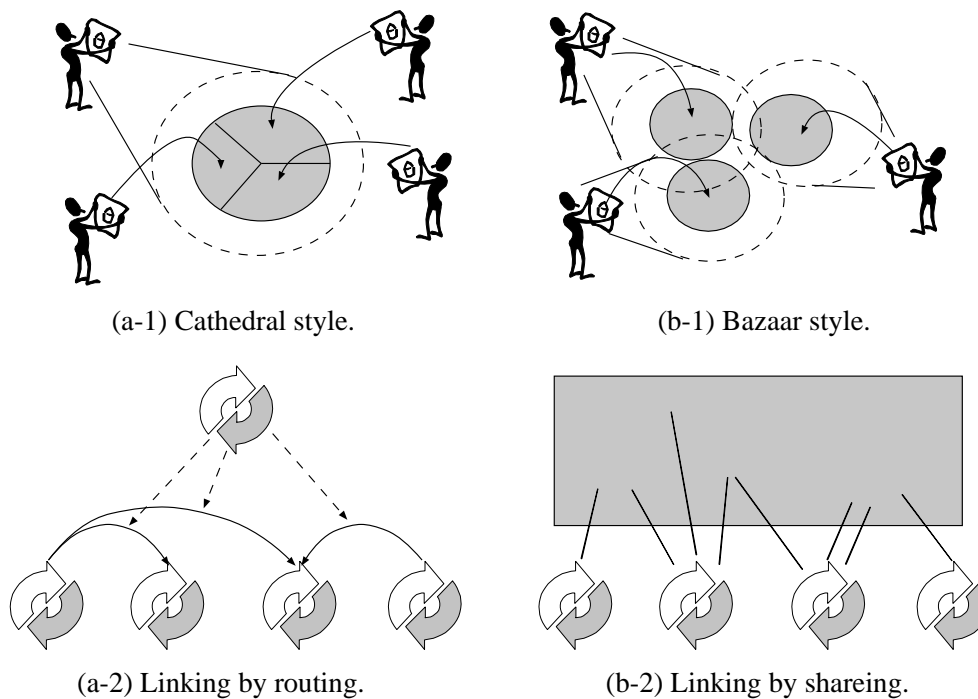 θ
θ
θ
θ
θ
θ
θ
(a-1) Cathedral style.
(b-1) Bazaar style.
(a-2) Linking by routing.
(b-2) Linking by shareing.